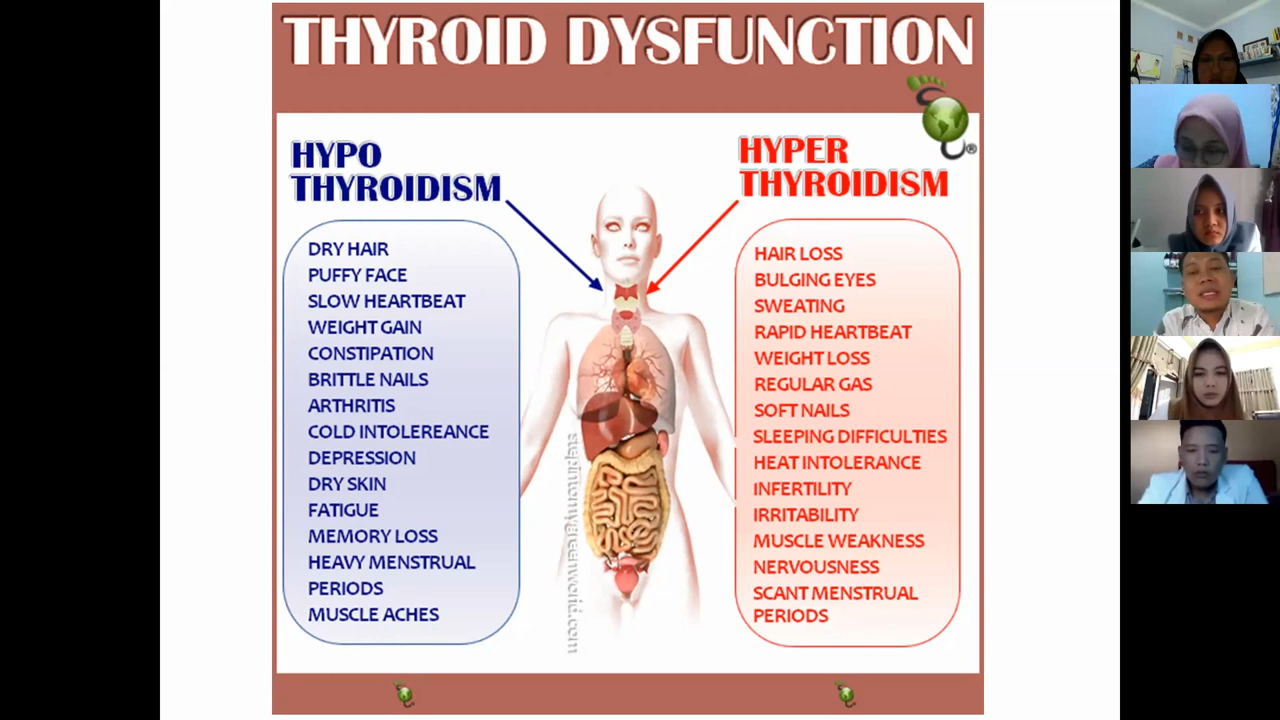 THYROID DYSFUNCTION
HYPO
THYROIDISM
DRY HAIR
PUFFY FACE
SLOW HEARTBEAT
WEIGHT GAIN
CONSTIPATION
BRITTLE NAILS
ARTHRITIS
COLD INTOLEREANCE
DEPRESSION
DRY SKIN
FATIGUE
MEMORY LOSS
HEAVY MENSTRUAL
PERIODS
MUSCLE ACHES
HYPER
THYROIDISM
HAIR LOSS
BULGING EYES
SWEATING
RAPID HEARTBEAT
WEIGHT LOSS
REGULAR GAS
SOFT NAILS
SLEEPING DIFFICULTIES
HEAT INTOLERANCE
INFERTILITY
IRRITABILITY
MUSCLE WEAKNESS
NERVOUSNESS
SCANT MENSTRUAL
PERIODS
stepintomygreenworld.com
®